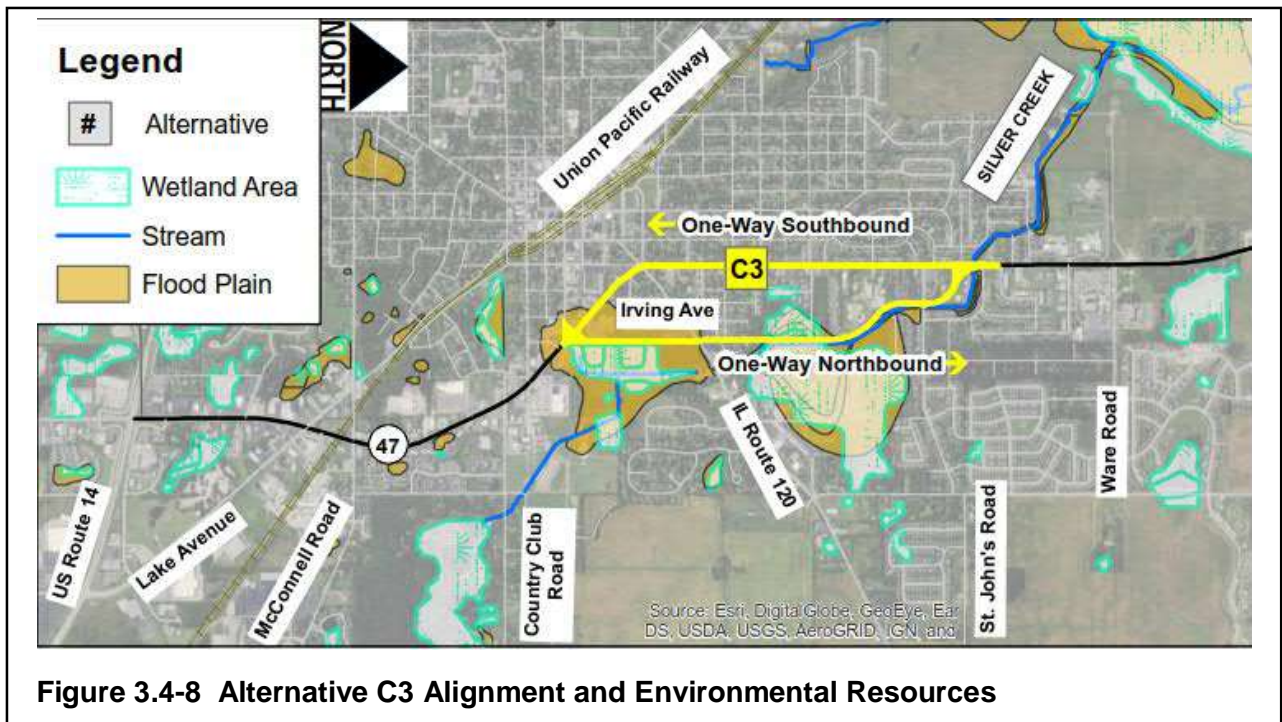 Legend
# Alternative
Wetland Area
Stream
Flood Plain
NORTH
Union Pacific Railway
SILVER CREEK
← One-Way Southbound
C3
Irving Ave
One-Way Northbound →
47
IL Route 120
US Route 14
Lake Avenue
McConnell Road
Country Club
Road
St. John's Road
Ware Road
Source: Esri, DigitalGlobe, GeoEye, Ear
DS, USDA, USGS, AeroGRID, IGN, and
Figure 3.4-8 Alternative C3 Alignment and Environmental Resources